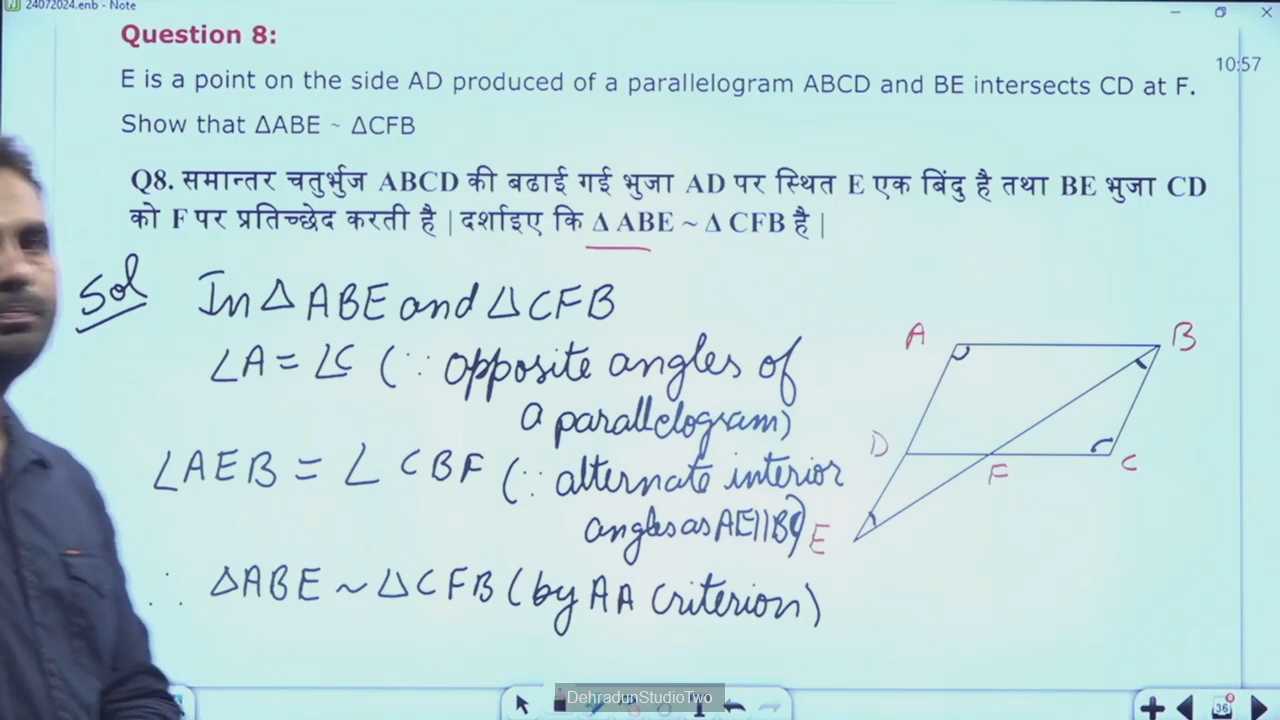 24072024.enb - Note
Question 8:
10:57
E is a point on the side AD produced of a parallelogram ABCD and BE intersects CD at F.
Show that ΔABE ~ ΔCFB
Q8. समान्तर चतुर्भुज ABCD की बढाई गई भुजा AD पर स्थित E एक बिंदु है तथा BE भुजा CD
को F पर प्रतिच्छेद करती है | दर्शाइए कि Δ ABE ~ Δ CFB है |
Sol In Δ ABE and Δ CFB
∠A = ∠C (∵ opposite angles of
a parallelogram)
∠AEB = ∠CBF (∵ alternate interior
angles as AE||BC)
∴ ΔABE ~ ΔCFB (by AA Criterion)
A B
D F C
E
DehradunStudioTwo
36